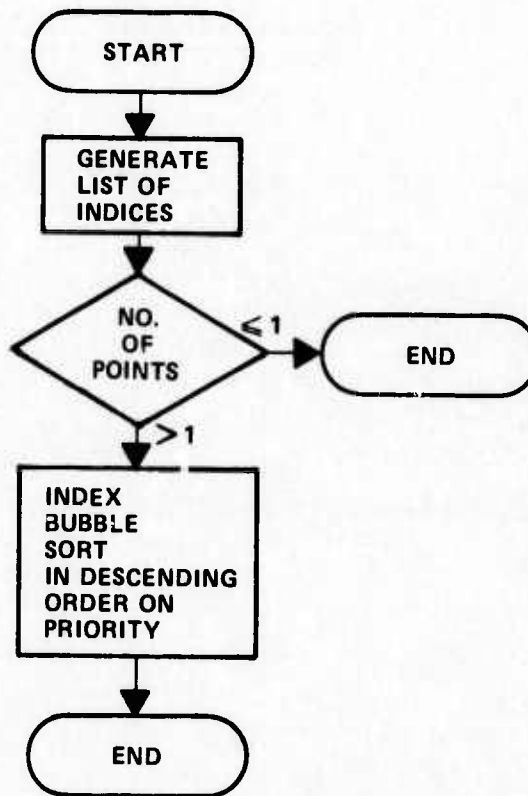 START
GENERATE
LIST OF
INDICES
NO.
OF
POINTS
≤ 1
END
> 1
INDEX
BUBBLE
SORT
IN DESCENDING
ORDER ON
PRIORITY
END